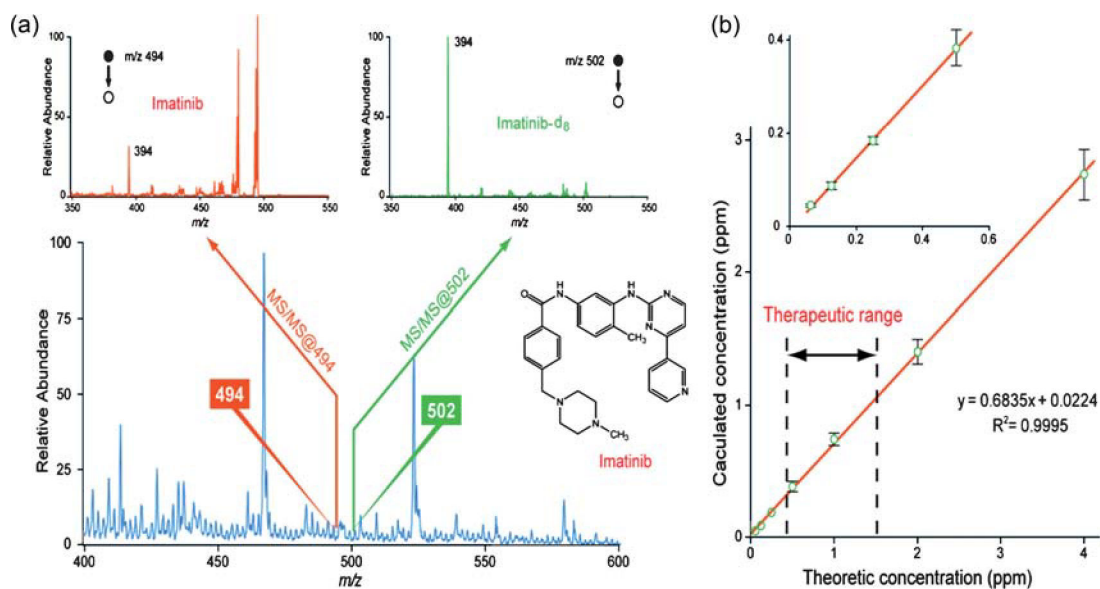 (a)
100
50
0
Relative Abundance
m/z 494
Imatinib
394
350
400
450
500
550
m/z
100
50
0
Relative Abundance
394
m/z 502
Imatinib-d8
350
400
450
500
550
m/z
100
75
50
25
0
Relative Abundance
MS/MS@494
MS/MS@502
494
502
O
NH
NH
N
N
CH3
N
N
N
CH3
Imatinib
400
450
500
550
600
m/z
(b)
0.4
0.2
0
0
0.2
0.4
0.6
3
2
1
0
Caculated concentration (ppm)
Therapeutic range
y = 0.6835x + 0.0224
R2= 0.9995
0
1
2
3
4
Theoretic concentration (ppm)